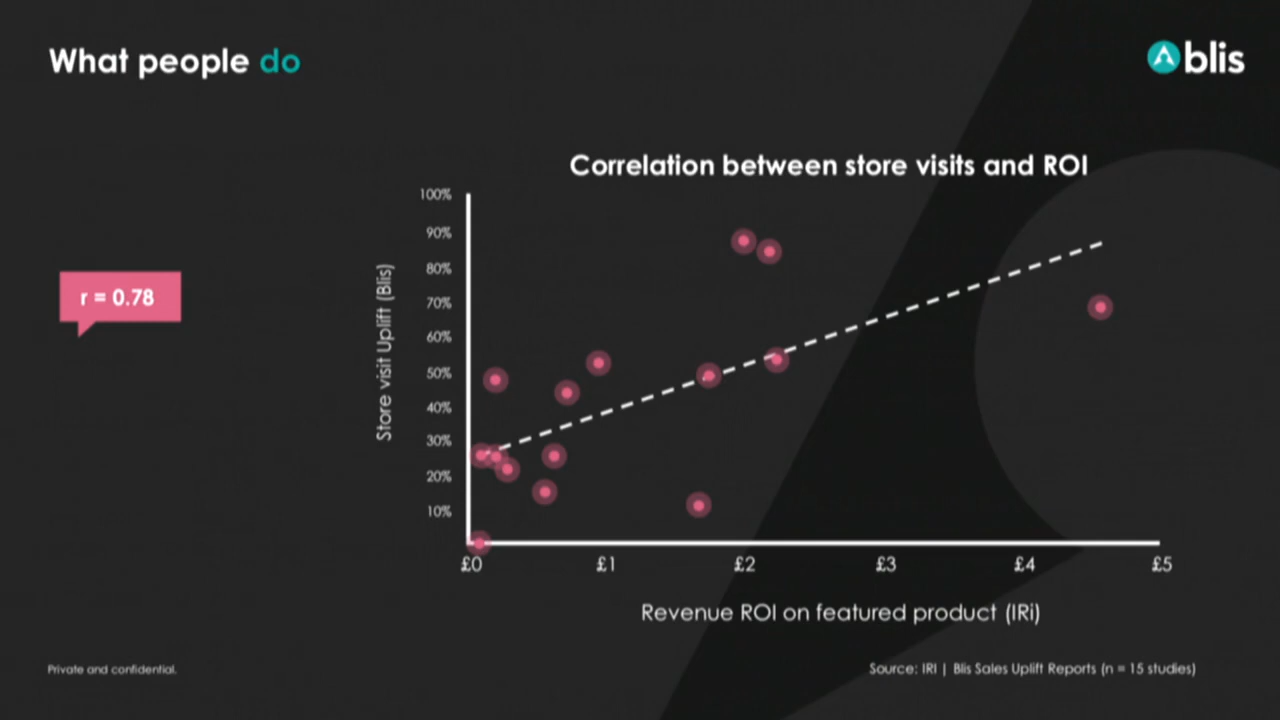 What people do
blis
Correlation between store visits and ROI
r = 0.78
Store visit Uplift (Blis)
100%
90%
80%
70%
60%
50%
40%
30%
20%
10%
£0 £1 £2 £3 £4 £5
Revenue ROI on featured product (IRi)
Private and confidential.
Source: IRI | Blis Sales Uplift Reports (n = 15 studies)